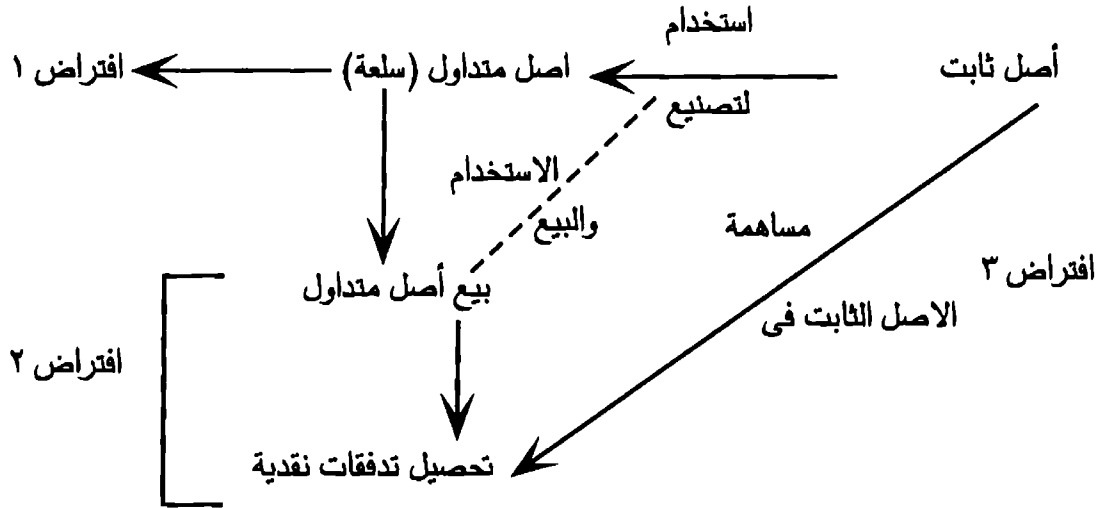 استخدام
أصل ثابت
اصل متداول (سلعة)
افتراض ١
لتصنيع
الاستخدام
والبيع
مساهمة
افتراض ٣
بيع أصل متداول
الاصل الثابت فى
افتراض ٢
تحصيل تدفقات نقدية